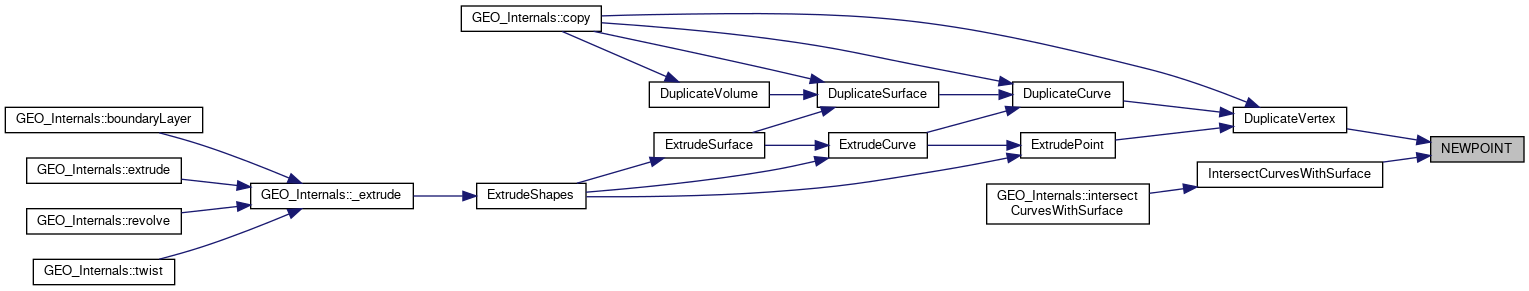 GEO_Internals::copy
DuplicateVolume
DuplicateSurface
DuplicateCurve
GEO_Internals::boundaryLayer
DuplicateVertex
ExtrudeSurface
ExtrudeCurve
ExtrudePoint
NEWPOINT
GEO_Internals::extrude
IntersectCurvesWithSurface
GEO_Internals::_extrude
ExtrudeShapes
GEO_Internals::intersect
CurvesWithSurface
GEO_Internals::revolve
GEO_Internals::twist